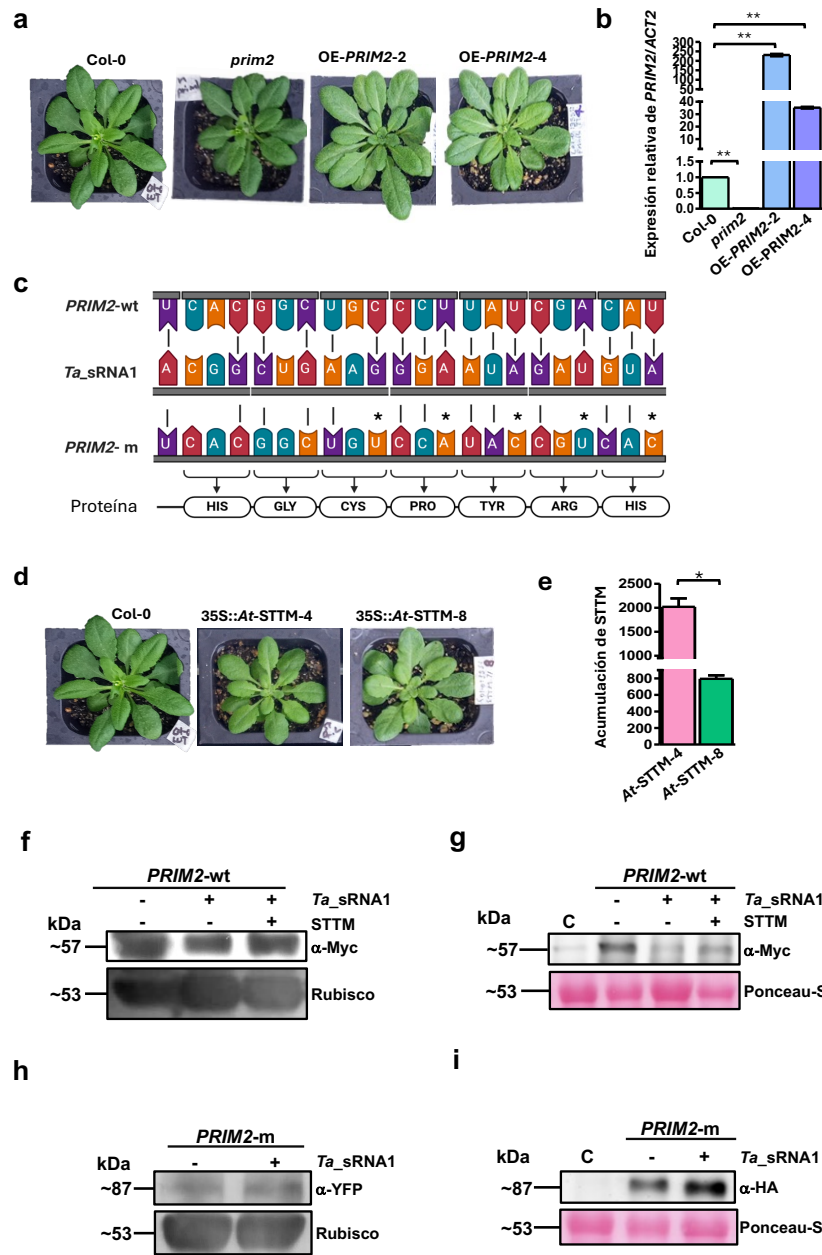 a
Col-0
prim2
OE-PRIM2-2
OE-PRIM2-4
b
Expresión relativa de PRIM2/ACT2
300
250
200
150
100
50
40
30
20
10
1.5
1.0
0.5
0.0
**
**
**
Col-0
prim2
OE-PRIM2-2
OE-PRIM2-4
c
PRIM2-wt
U C A C G G C U G C C C U U A U C G A C A U
Ta_sRNA1
A C G G C U G A A G G G A A U A G A U G U A
* * * * *
PRIM2- m
U C A C G G C U G U C C A U A C C G U C A C
Proteína
HIS GLY CYS PRO TYR ARG HIS
d
Col-0
35S::At-STTM-4
35S::At-STTM-8
e
Acumulación de STTM
2500
2000
1500
1000
800
600
400
200
0
*
At-STTM-4
At-STTM-8
f
PRIM2-wt
- + + Ta_sRNA1
kDa - - + STTM
~57 α-Myc
~53 Rubisco
g
PRIM2-wt
- + + Ta_sRNA1
kDa C - - + STTM
~57 α-Myc
~53 Ponceau-S
h
PRIM2-m
kDa - + Ta_sRNA1
~87 α-YFP
~53 Rubisco
i
PRIM2-m
kDa C - + Ta_sRNA1
~87 α-HA
~53 Ponceau-S